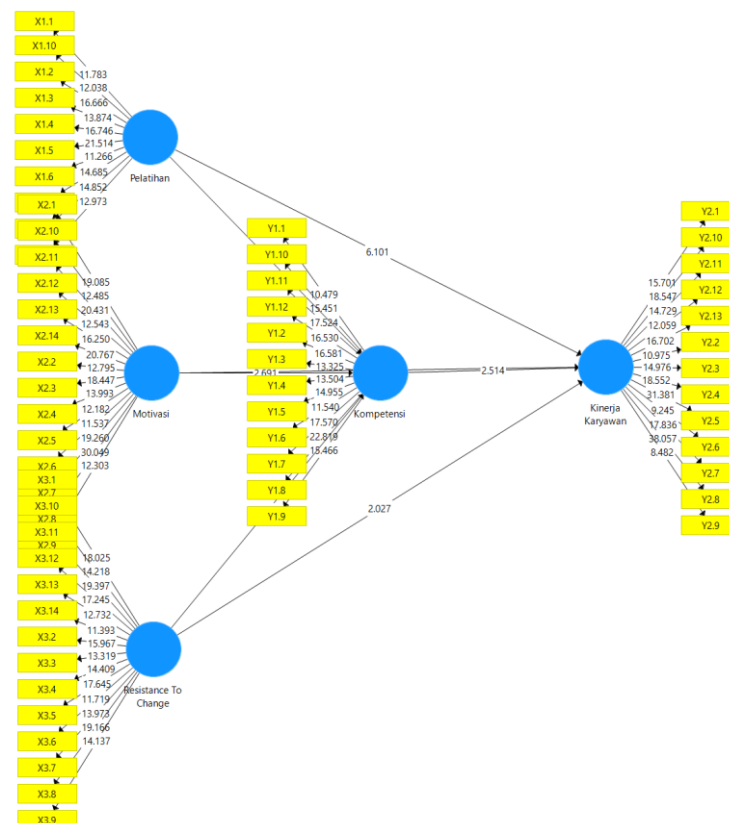 X1.1
X1.10
X1.2
X1.3
X1.4
X1.5
X1.6
11.783
12.038
16.666
13.874
16.746
21.514
11.266
14.685
14.852
12.973
Pelatihan
X2.1
X2.10
X2.11
X2.12
X2.13
X2.14
X2.2
X2.3
X2.4
X2.5
X2.6
X2.7
X2.8
X2.9
19.085
12.485
20.431
12.543
16.250
20.767
12.795
18.447
13.993
12.182
11.537
19.260
30.049
12.303
Motivasi
X3.1
X3.10
X3.11
X3.12
X3.13
X3.14
X3.2
X3.3
X3.4
X3.5
X3.6
X3.7
X3.8
X3.9
18.025
14.218
19.397
17.245
12.732
11.393
15.967
13.319
14.409
17.645
11.719
13.973
19.166
14.137
Resistance To
Change
Y1.1
Y1.10
Y1.11
Y1.12
Y1.2
Y1.3
Y1.4
Y1.5
Y1.6
Y1.7
Y1.8
Y1.9
10.479
15.451
17.524
16.530
16.581
13.325
13.504
14.955
11.540
17.570
22.819
15.466
Kompetensi
2.691
6.101
2.514
2.027
Kinerja
Karyawan
15.701
18.547
14.729
12.059
16.702
10.975
14.976
18.552
31.381
9.245
17.836
38.057
8.482
Y2.1
Y2.10
Y2.11
Y2.12
Y2.13
Y2.2
Y2.3
Y2.4
Y2.5
Y2.6
Y2.7
Y2.8
Y2.9